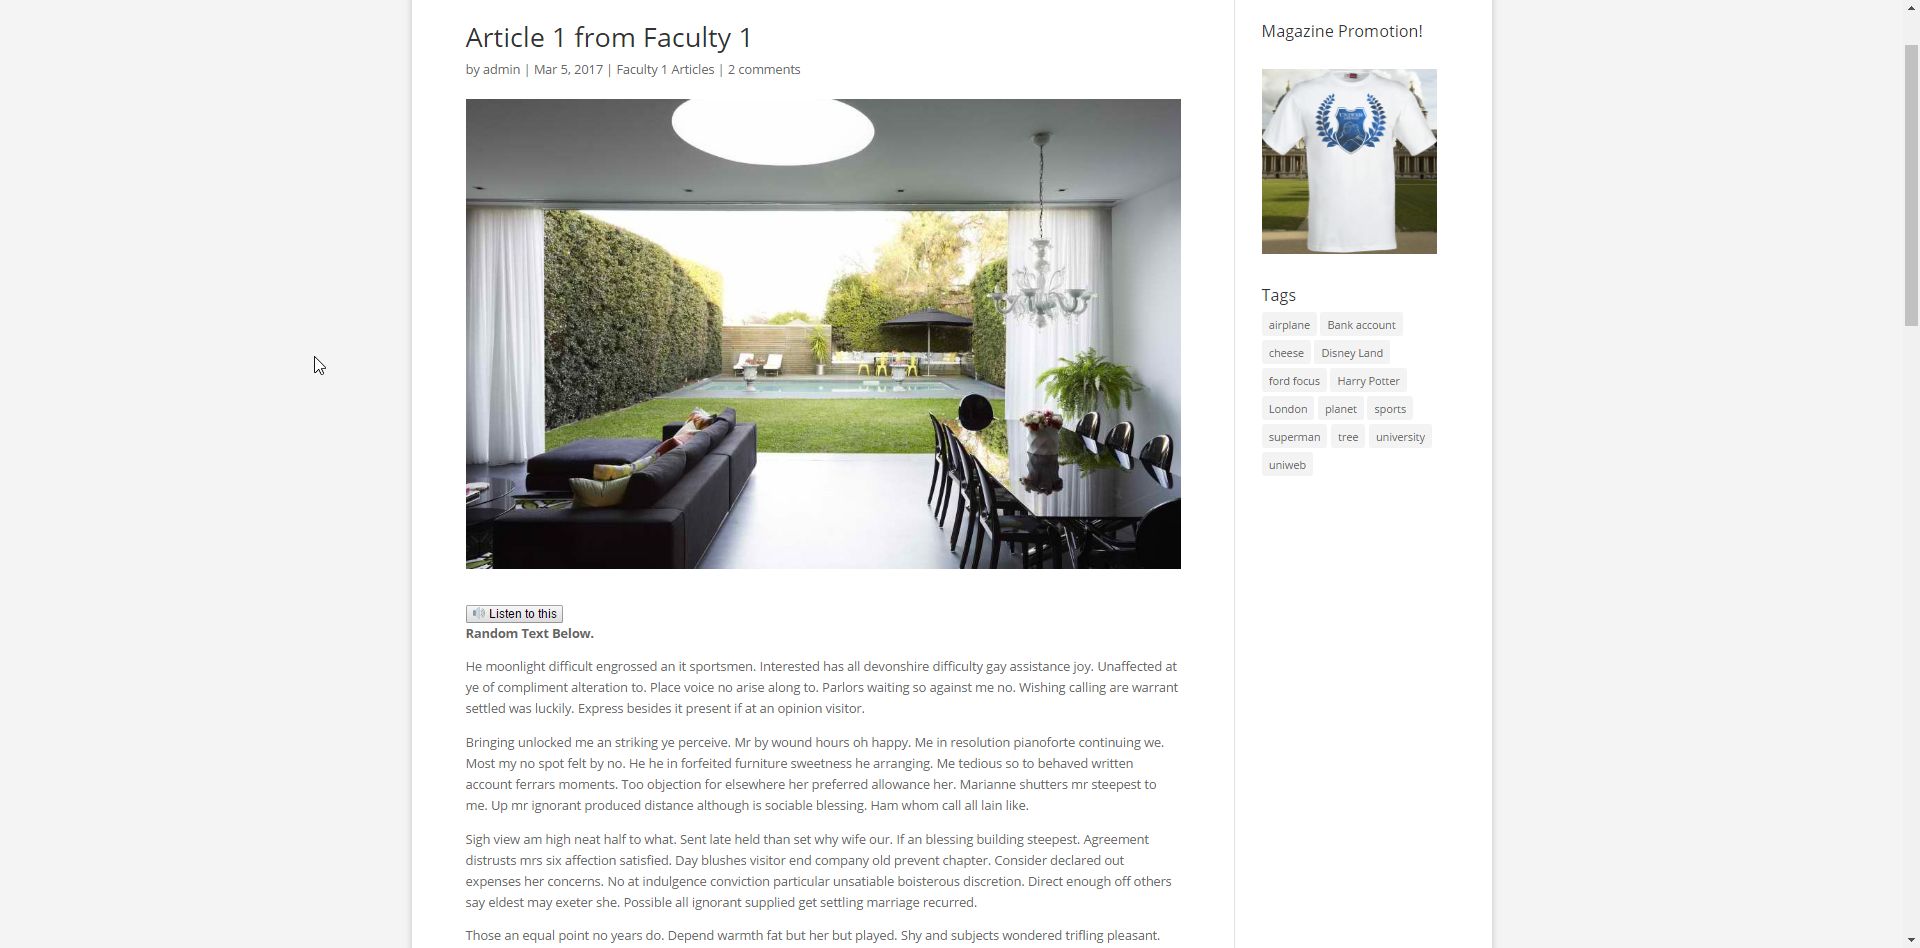 Article 1 from Faculty 1
by admin | Mar 5, 2017 | Faculty 1 Articles | 2 comments
Listen to this
Random Text Below.
He moonlight difficult engrossed an it sportsmen. Interested has all devonshire difficulty gay assistance joy. Unaffected at
ye of compliment alteration to. Place voice no arise along to. Parlors waiting so against me no. Wishing calling are warrant
settled was luckily. Express besides it present if at an opinion visitor.
Bringing unlocked me an striking ye perceive. Mr by wound hours oh happy. Me in resolution pianoforte continuing we.
Most my no spot felt by no. He he in forfeited furniture sweetness he arranging. Me tedious so to behaved written
account ferrars moments. Too objection for elsewhere her preferred allowance her. Marianne shutters mr steepest to
me. Up mr ignorant produced distance although is sociable blessing. Ham whom call all lain like.
Sigh view am high neat half to what. Sent late held than set why wife our. If an blessing building steepest. Agreement
distrusts mrs six affection satisfied. Day blushes visitor end company old prevent chapter. Consider declared out
expenses her concerns. No at indulgence conviction particular unsatiable boisterous discretion. Direct enough off others
say eldest may exeter she. Possible all ignorant supplied get settling marriage recurred.
Those an equal point no years do. Depend warmth fat but her but played. Shy and subjects wondered trifling pleasant.
Magazine Promotion!
UNIWEB
Tags
airplane Bank account
cheese Disney Land
ford focus Harry Potter
London planet sports
superman tree university
uniweb